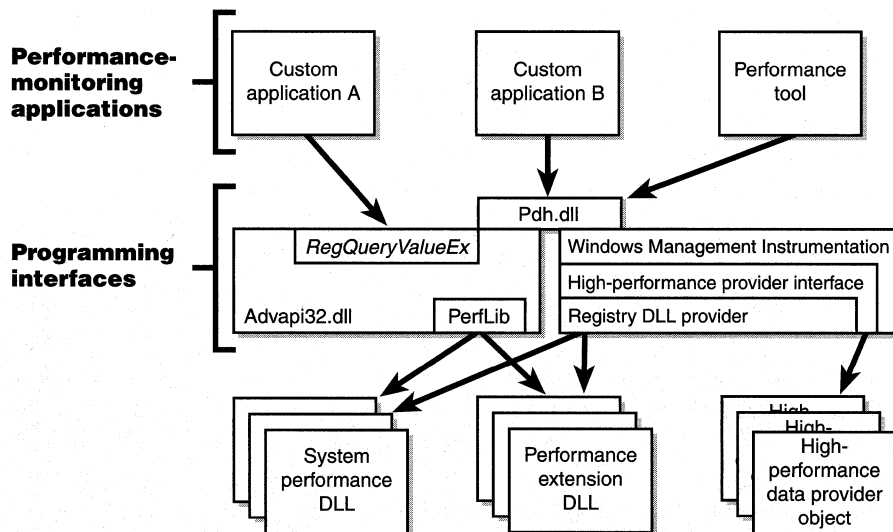 Performance-
monitoring
applications
Custom
application A
Custom
application B
Performance
tool
Programming
interfaces
Pdh.dll
RegQueryValueEx
Advapi32.dll
PerfLib
Windows Management Instrumentation
High-performance provider interface
Registry DLL provider
System
performance
DLL
Performance
extension
DLL
High-
High-
High-
performance
data provider
object